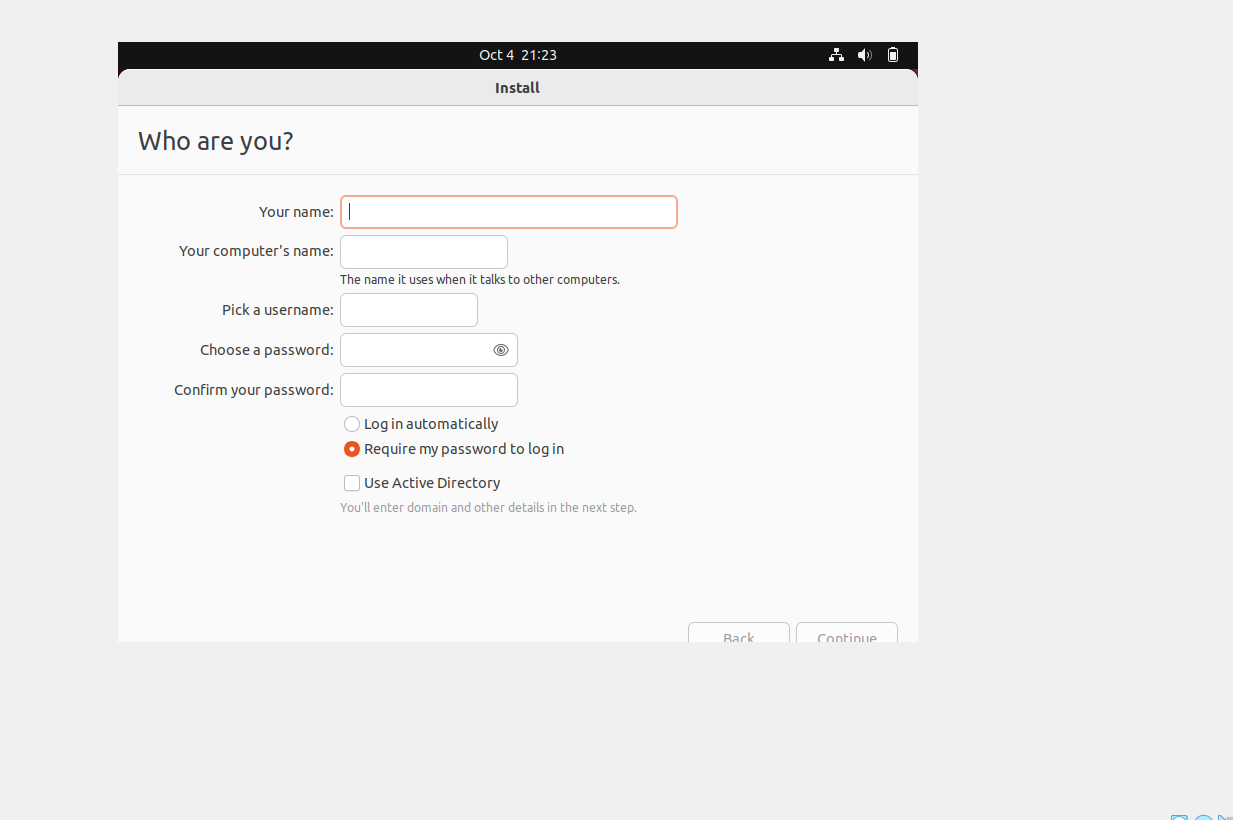 Oct 4 21:23
Install
Who are you?
Your name:
Your computer's name:
The name it uses when it talks to other computers.
Pick a username:
Choose a password:
Confirm your password:
Log in automatically
Require my password to log in
Use Active Directory
You'll enter domain and other details in the next step.
Back Continue